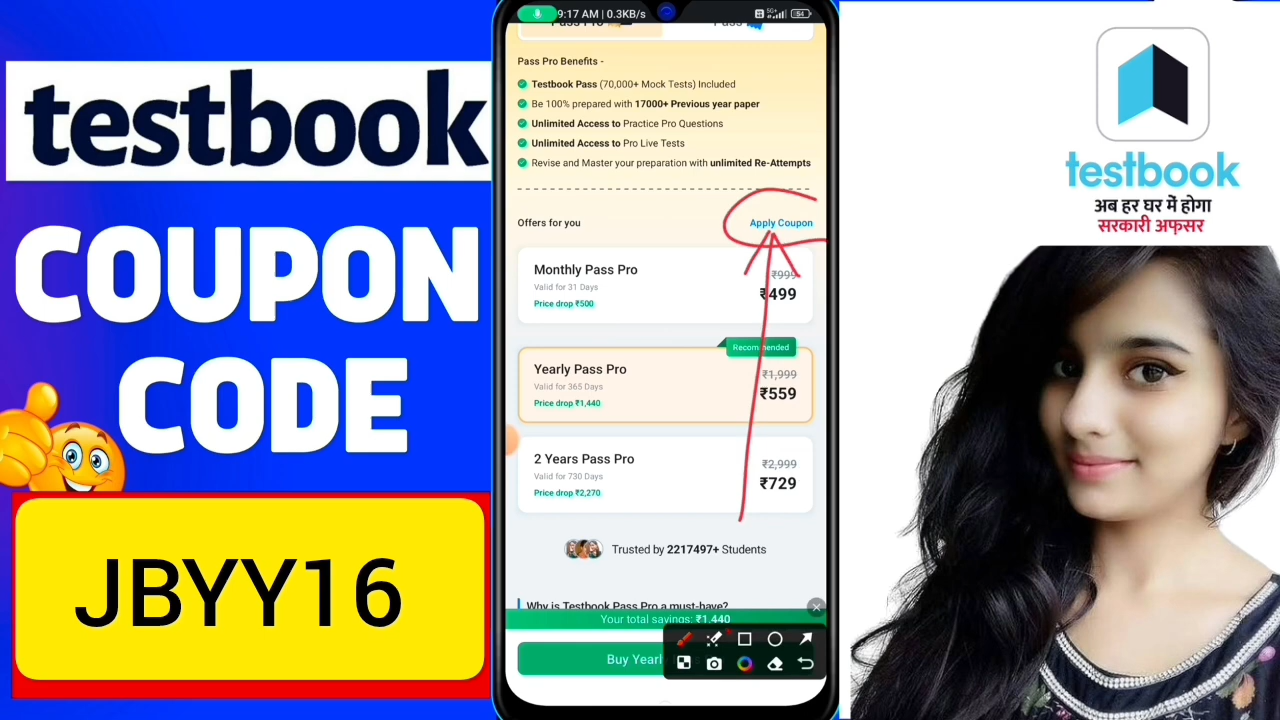 testbook
COUPON
CODE
JBYY16
9:17 AM | 0.3KB/s
5G+
54
Pass Pro
Pass
Pass Pro Benefits -
Testbook Pass (70,000+ Mock Tests) Included
Be 100% prepared with 17000+ Previous year paper
Unlimited Access to Practice Pro Questions
Unlimited Access to Pro Live Tests
Revise and Master your preparation with unlimited Re-Attempts
Offers for you
Apply Coupon
Monthly Pass Pro
₹999
Valid for 31 Days
₹499
Price drop ₹500
Recommended
Yearly Pass Pro
₹1,999
Valid for 365 Days
₹559
Price drop ₹1,440
2 Years Pass Pro
₹2,999
Valid for 730 Days
₹729
Price drop ₹2,270
Trusted by 2217497+ Students
Why is Testbook Pass Pro a must-have?
Your total savings: ₹1,440
Buy Yearl
testbook
अब हर घर में होगा
सरकारी अफ़सर